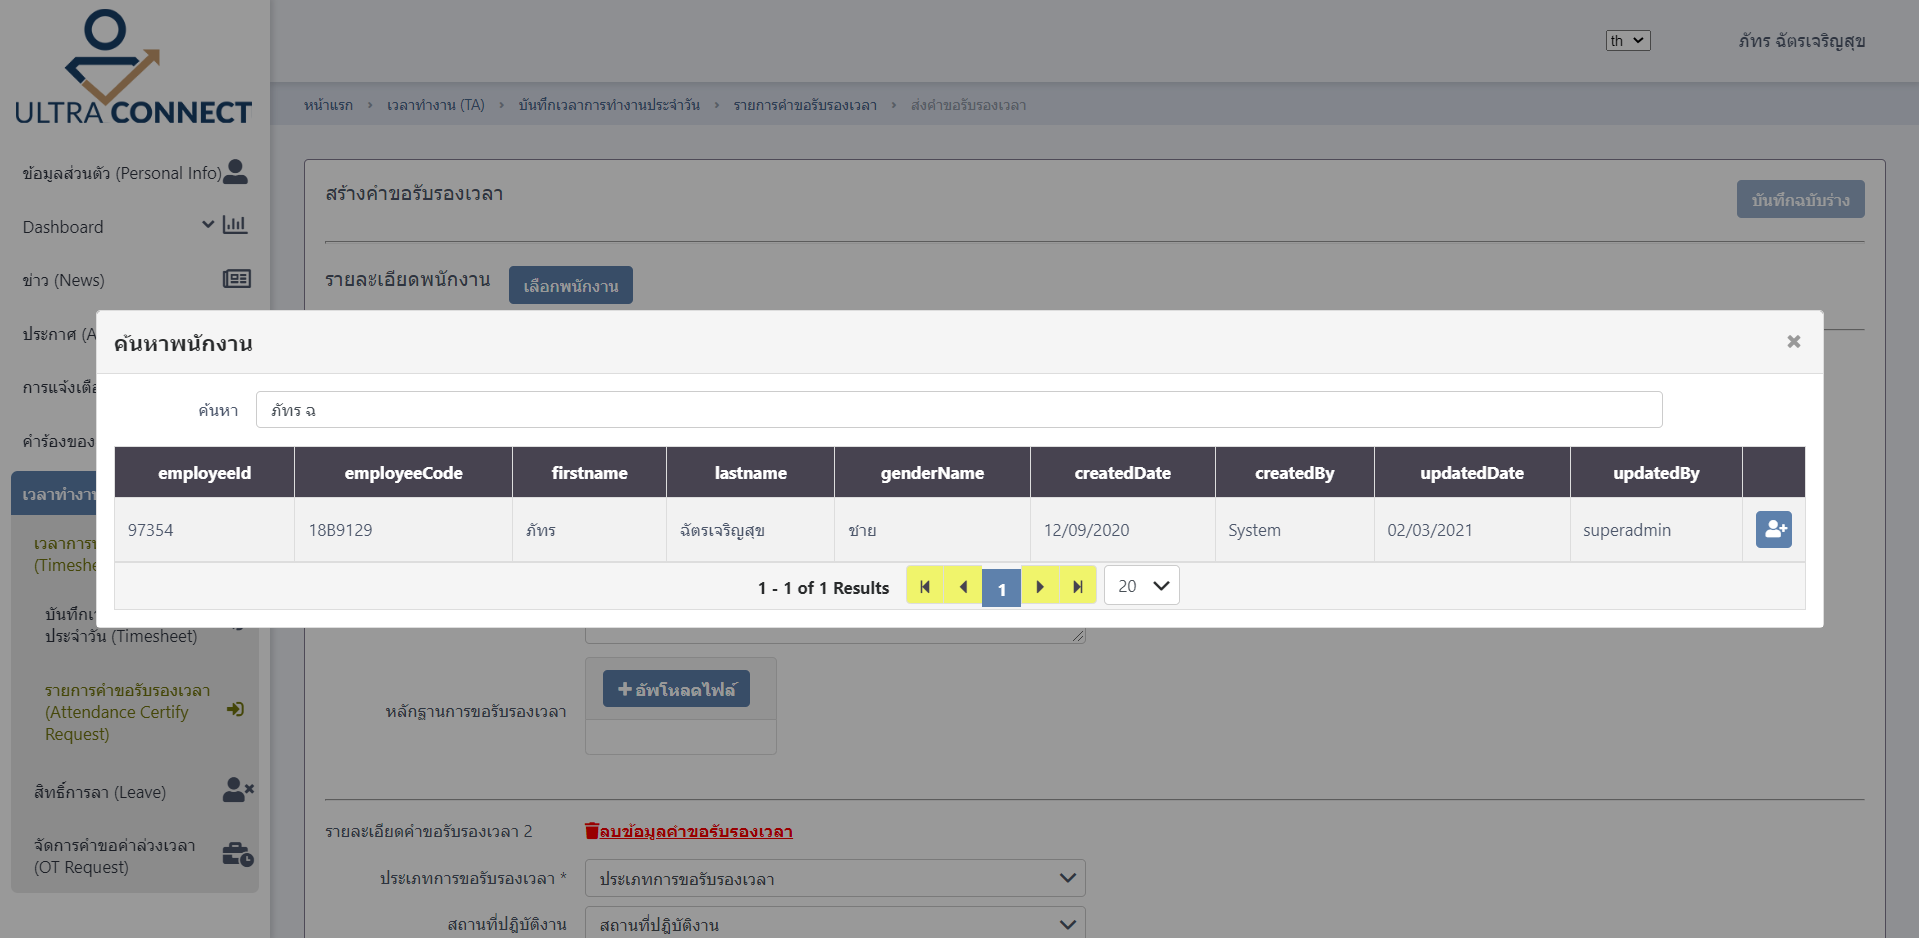 ULTRA CONNECT
th
ภัทร ฉัตรเจริญสุข
หน้าแรก › เวลาทำงาน (TA) › บันทึกเวลาการทำงานประจำวัน › รายการคำขอรับรองเวลา › ส่งคำขอรับรองเวลา
ข้อมูลส่วนตัว (Personal Info)
Dashboard
ข่าว (News)
ประกาศ (A
การแจ้งเตือ
คำร้องของ
เวลาทำงาน
เวลาการท
(Timeshe
บันทึกเว
ประจำวัน (Timesheet)
รายการคำขอรับรองเวลา
(Attendance Certify
Request)
สิทธิ์การลา (Leave)
จัดการคำขอค่าล่วงเวลา
(OT Request)
สร้างคำขอรับรองเวลา
บันทึกฉบับร่าง
รายละเอียดพนักงาน
เลือกพนักงาน
ค้นหาพนักงาน
ค้นหา
ภัทร ฉ
employeeId employeeCode firstname lastname genderName createdDate createdBy updatedDate updatedBy
97354 18B9129 ภัทร ฉัตรเจริญสุข ชาย 12/09/2020 System 02/03/2021 superadmin
1 - 1 of 1 Results 1 20
หลักฐานการขอรับรองเวลา
อัพโหลดไฟล์
รายละเอียดคำขอรับรองเวลา 2
ลบข้อมูลคำขอรับรองเวลา
ประเภทการขอรับรองเวลา *
ประเภทการขอรับรองเวลา
สถานที่ปฎิบัติงาน
สถานที่ปฎิบัติงาน